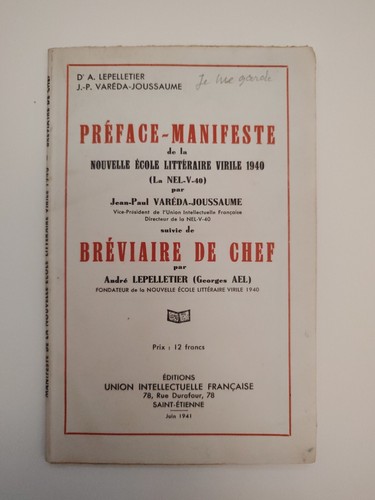 Dr A. LEPELLETIER
J.-P. VARÉDA-JOUSSAUME
Je me garde
PRÉFACE-MANIFESTE
de la
NOUVELLE ÉCOLE LITTÉRAIRE VIRILE 1940
(La NEL-V-40)
par
Jean-Paul VARÉDA-JOUSSAUME
Vice-Président de l'Union Intellectuelle Française
Directeur de la NEL-V-40
suivie de
BRÉVIAIRE DE CHEF
par
André LEPELLETIER (Georges AEL)
FONDATEUR de la NOUVELLE ÉCOLE LITTÉRAIRE VIRILE 1940
Prix : 12 francs
ÉDITIONS
UNION INTELLECTUELLE FRANÇAISE
78, Rue Durafour, 78
SAINT-ÉTIENNE
Juin 1941